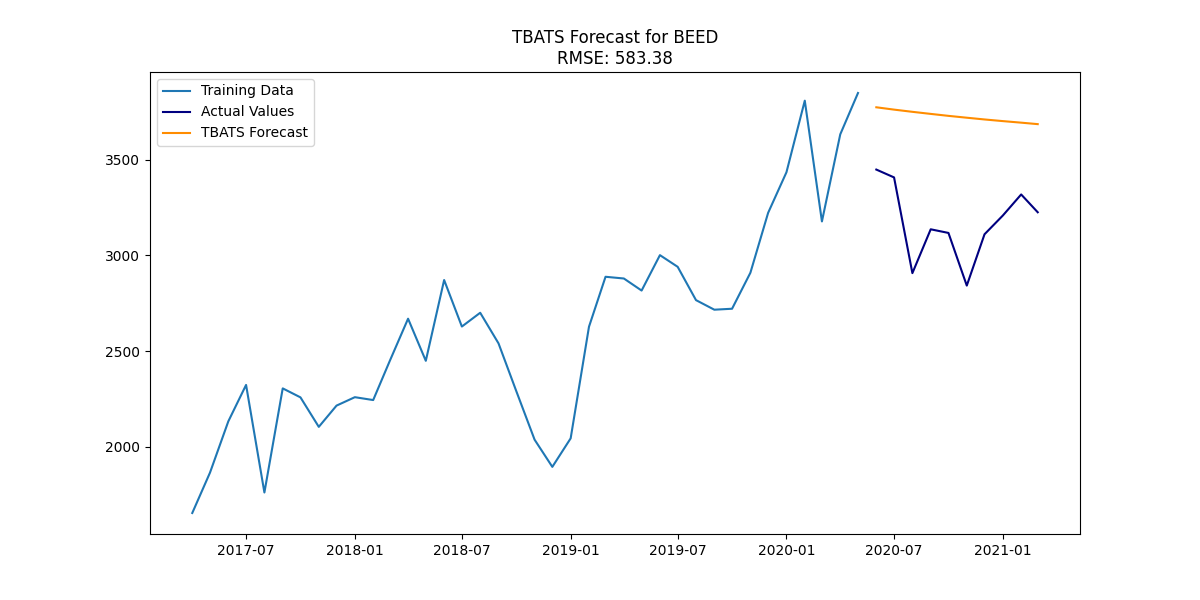 TBATS Forecast for BEED
RMSE: 583.38
Training Data
Actual Values
TBATS Forecast
3500
3000
2500
2000
2017-07
2018-01
2018-07
2019-01
2019-07
2020-01
2020-07
2021-01